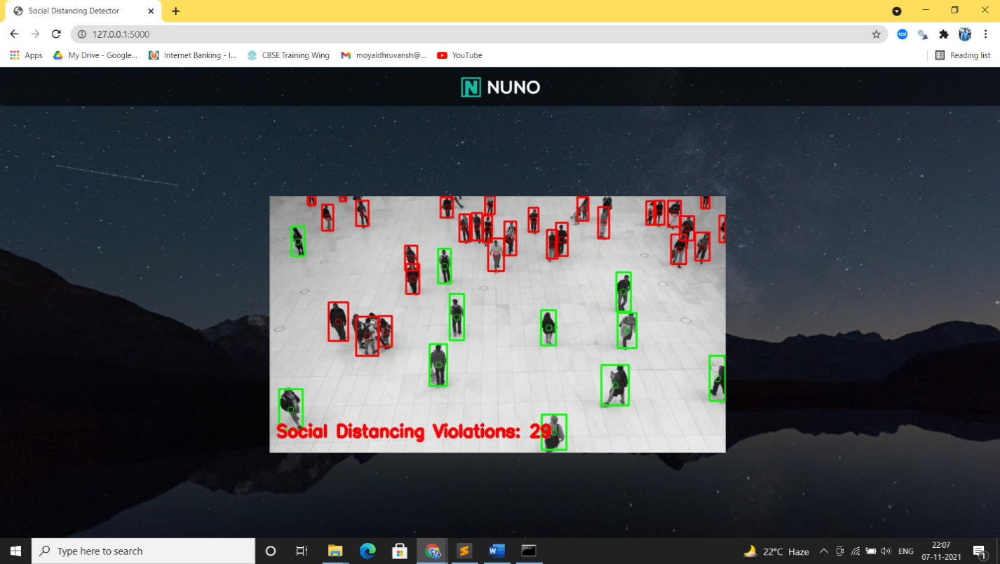 Social Distancing Detector
127.0.0.1:5000
Apps
My Drive - Google...
Internet Banking - I...
CBSE Training Wing
moyaldhruvansh@...
YouTube
Reading list
N NUNO
Social Distancing Violations: 29
Type here to search
22°C Haze
ENG
22:07
07-11-2021
1